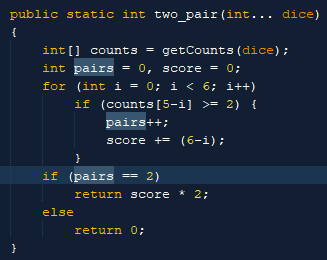 public static int two_pair(int... dice)
{
    int[] counts = getCounts(dice);
    int pairs = 0, score = 0;
    for (int i = 0; i < 6; i++)
        if (counts[5-i] >= 2) {
            pairs++;
            score += (6-i);
        }
    if (pairs == 2)
        return score * 2;
    else
        return 0;
}